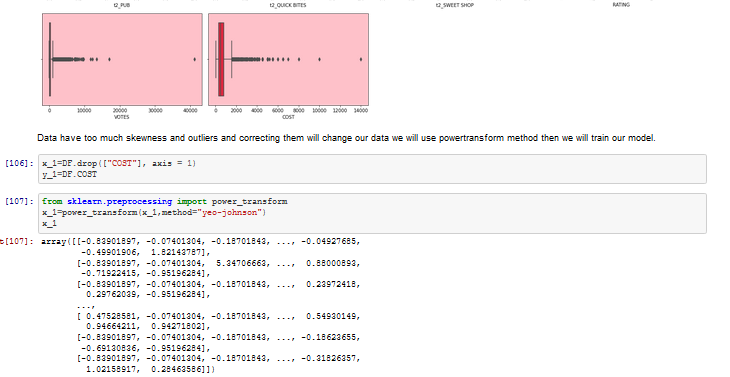 t2_PUB t2_QUICK BITES t2_SWEET SHOP RATING
0 10000 20000 30000 40000 0 2000 4000 6000 8000 10000 12000 14000
VOTES COST
Data have too much skewness and outliers and correcting them will change our data we will use powertransform method then we will train our model.
[106]: x_1=DF.drop(["COST"], axis = 1)
y_1=DF.COST
[107]: from sklearn.preprocessing import power_transform
x_1=power_transform(x_1,method="yeo-johnson")
x_1
t[107]: array([[-0.83901897, -0.07401304, -0.18701843, ..., -0.04927685,
-0.49901906, 1.82143787],
[-0.83901897, -0.07401304, 5.34706663, ..., 0.88000893,
-0.71922415, -0.95196284],
[-0.83901897, -0.07401304, -0.18701843, ..., 0.23972418,
0.29762039, -0.95196284],
...,
[ 0.47528581, -0.07401304, -0.18701843, ..., 0.54930149,
0.94664211, 0.94271802],
[-0.83901897, -0.07401304, -0.18701843, ..., -0.18623655,
-0.69130836, -0.95196284],
[-0.83901897, -0.07401304, -0.18701843, ..., -0.31826357,
1.02158917, 0.28463586]])